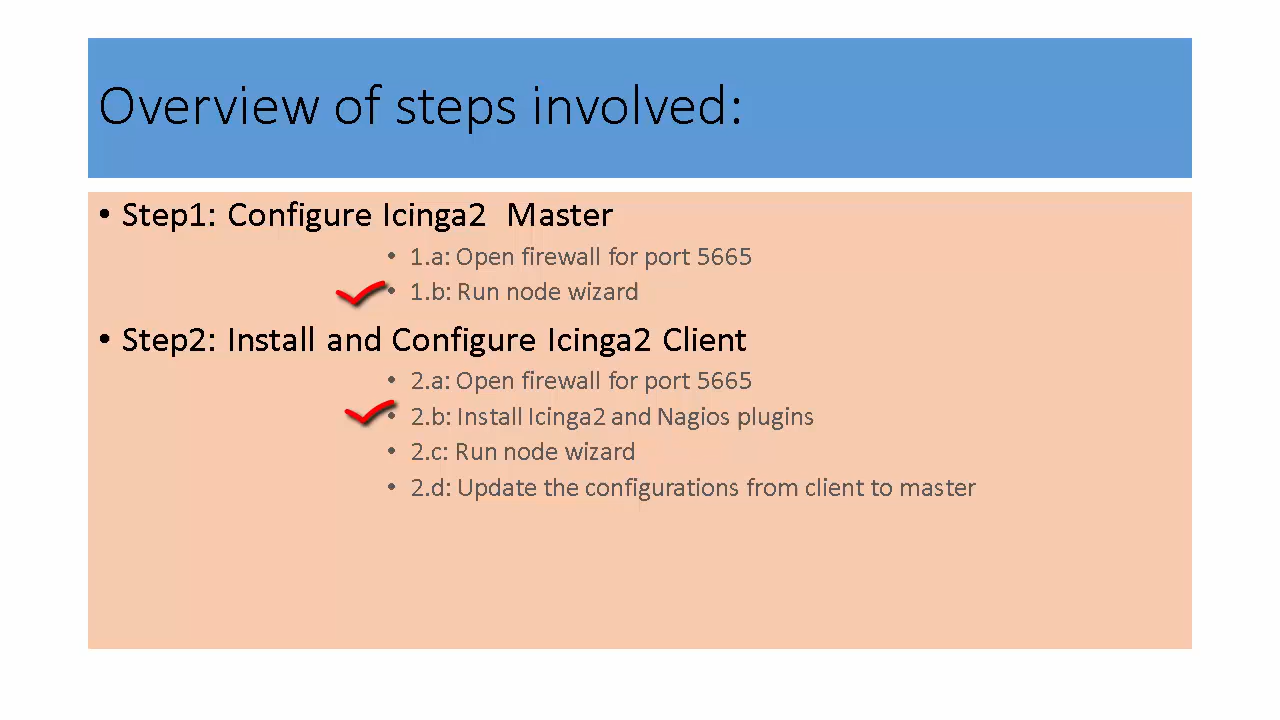 Overview of steps involved:
• Step1: Configure Icinga2  Master
• 1.a: Open firewall for port 5665
• 1.b: Run node wizard
• Step2: Install and Configure Icinga2 Client
• 2.a: Open firewall for port 5665
• 2.b: Install Icinga2 and Nagios plugins
• 2.c: Run node wizard
• 2.d: Update the configurations from client to master